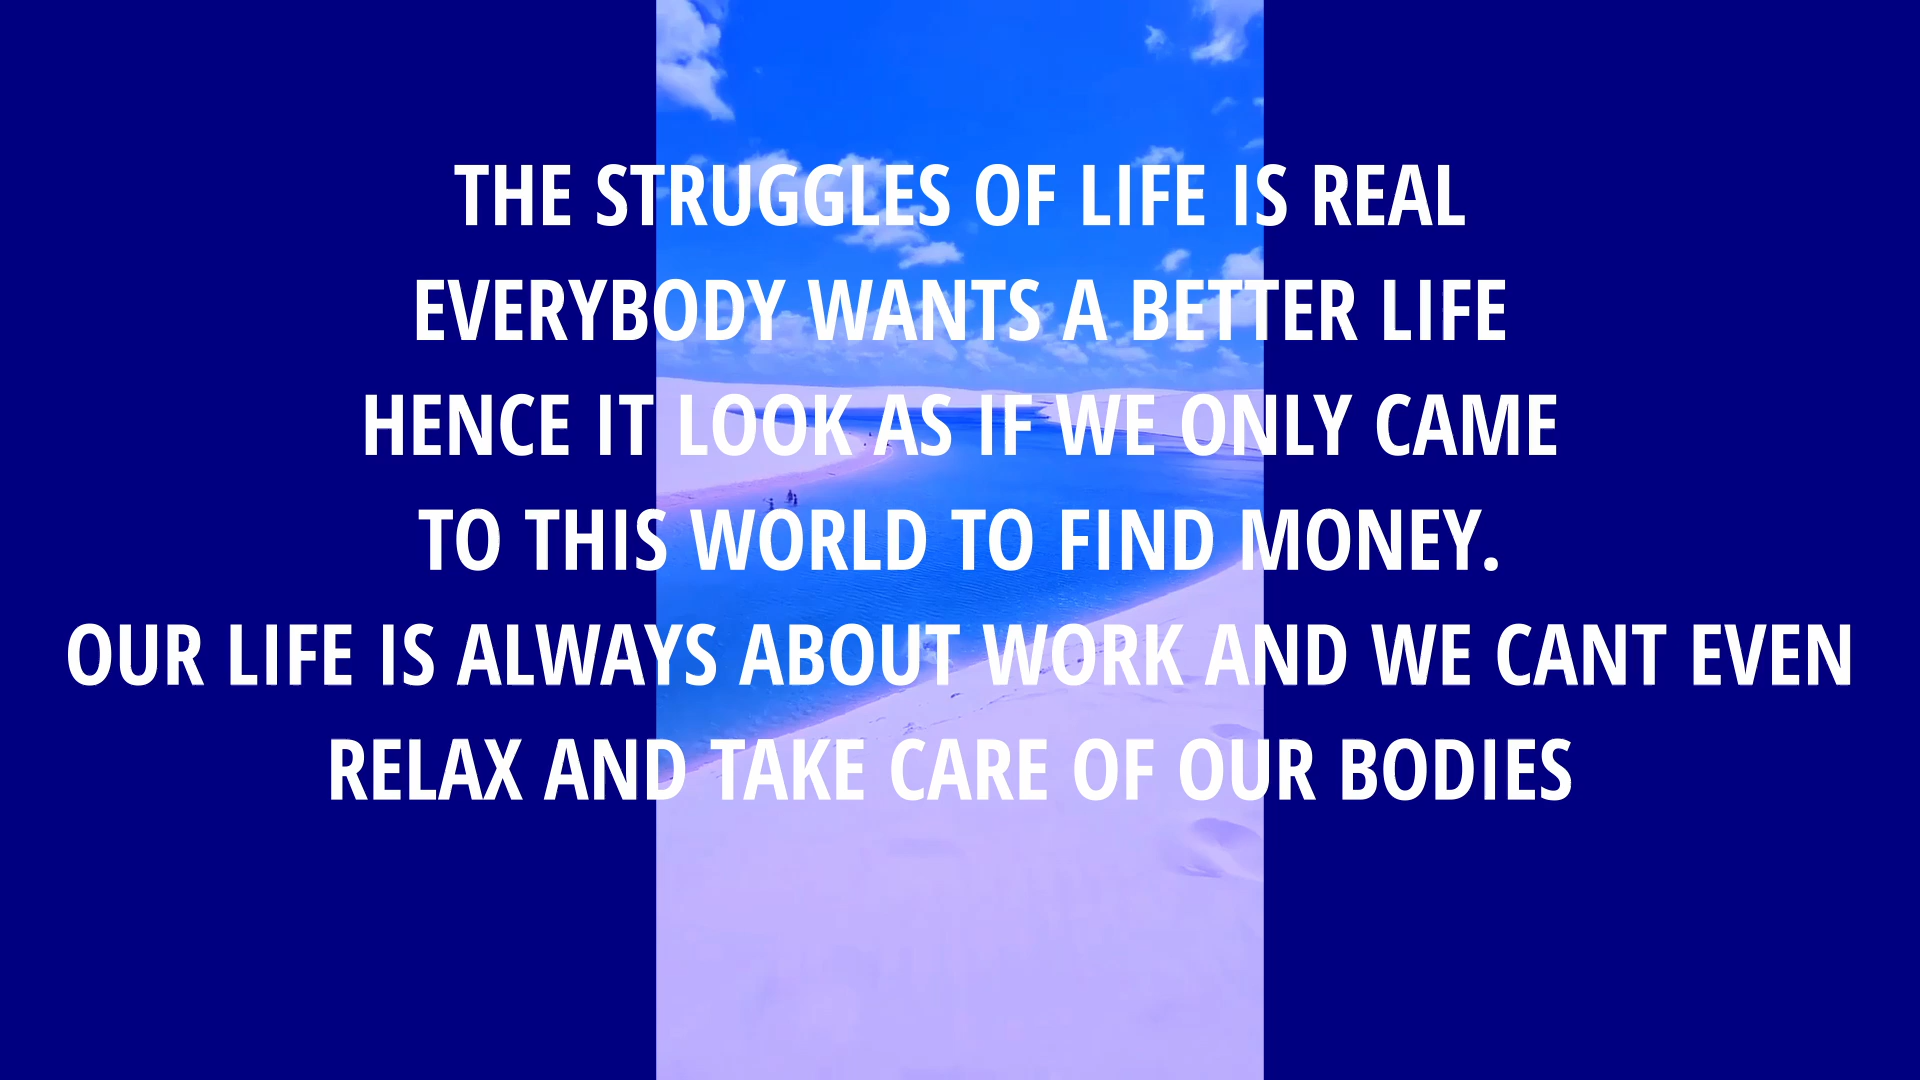 THE STRUGGLES OF LIFE IS REAL
EVERYBODY WANTS A BETTER LIFE
HENCE IT LOOK AS IF WE ONLY CAME
TO THIS WORLD TO FIND MONEY.
OUR LIFE IS ALWAYS ABOUT WORK AND WE CANT EVEN
RELAX AND TAKE CARE OF OUR BODIES